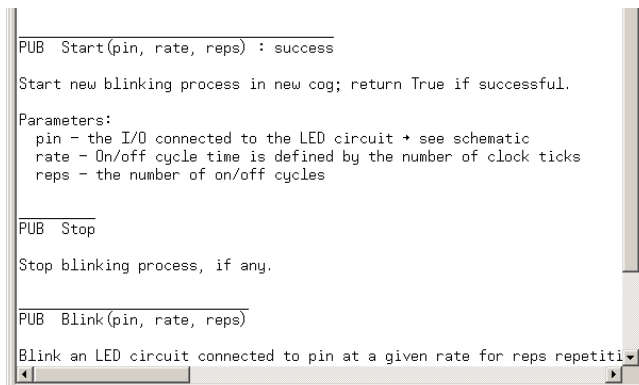 PUB  Start(pin, rate, reps) : success
Start new blinking process in new cog; return True if successful.
Parameters:
  pin – the I/O connected to the LED circuit → see schematic
  rate – On/off cycle time is defined by the number of clock ticks
  reps – the number of on/off cycles
PUB  Stop
Stop blinking process, if any.
PUB  Blink(pin, rate, reps)
Blink an LED circuit connected to pin at a given rate for reps repetiti